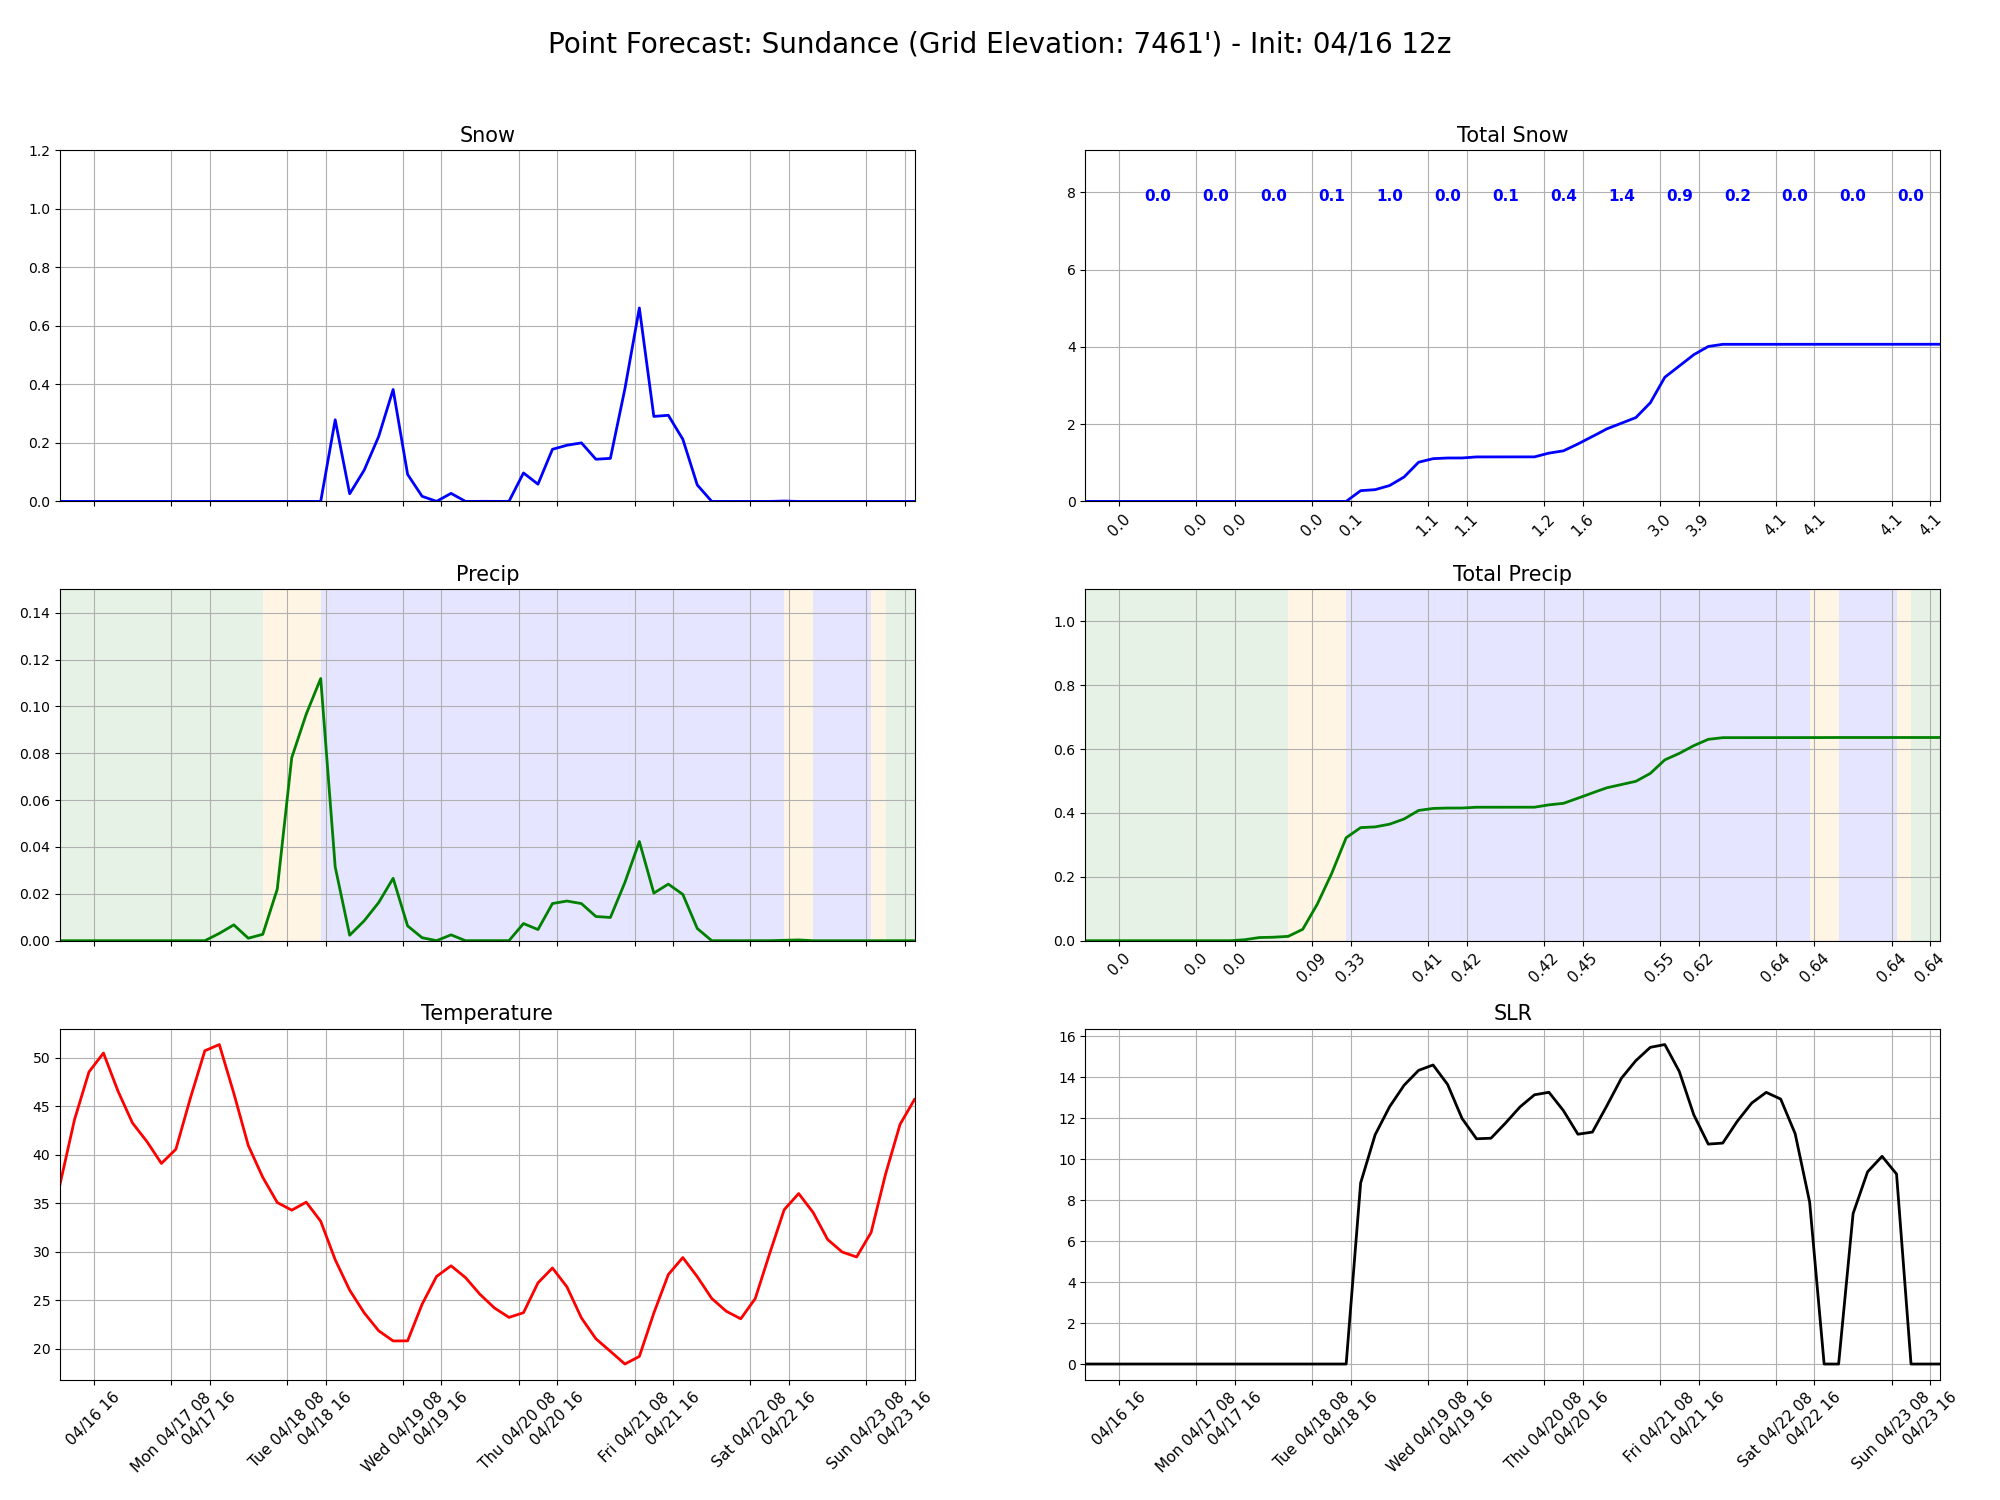 Point Forecast: Sundance (Grid Elevation: 7461') - Init: 04/16 12z
Snow
1.2
1.0
0.8
0.6
0.4
0.2
0.0
Total Snow
8
6
4
2
0
0.0 0.0 0.0 0.1 1.0 0.0 0.1 0.4 1.4 0.9 0.2 0.0 0.0 0.0
0.0 0.0 0.0 0.0 0.1 1.1 1.1 1.2 1.6 3.0 3.9 4.1 4.1 4.1 4.1
Precip
0.14
0.12
0.10
0.08
0.06
0.04
0.02
0.00
Total Precip
1.0
0.8
0.6
0.4
0.2
0.0
0.0 0.0 0.0 0.09 0.33 0.41 0.42 0.42 0.45 0.55 0.62 0.64 0.64 0.64 0.64
Temperature
50
45
40
35
30
25
20
04/16 16
Mon 04/17 08
04/17 16
Tue 04/18 08
04/18 16
Wed 04/19 08
04/19 16
Thu 04/20 08
04/20 16
Fri 04/21 08
04/21 16
Sat 04/22 08
04/22 16
Sun 04/23 08
04/23 16
SLR
16
14
12
10
8
6
4
2
0
04/16 16
Mon 04/17 08
04/17 16
Tue 04/18 08
04/18 16
Wed 04/19 08
04/19 16
Thu 04/20 08
04/20 16
Fri 04/21 08
04/21 16
Sat 04/22 08
04/22 16
Sun 04/23 08
04/23 16